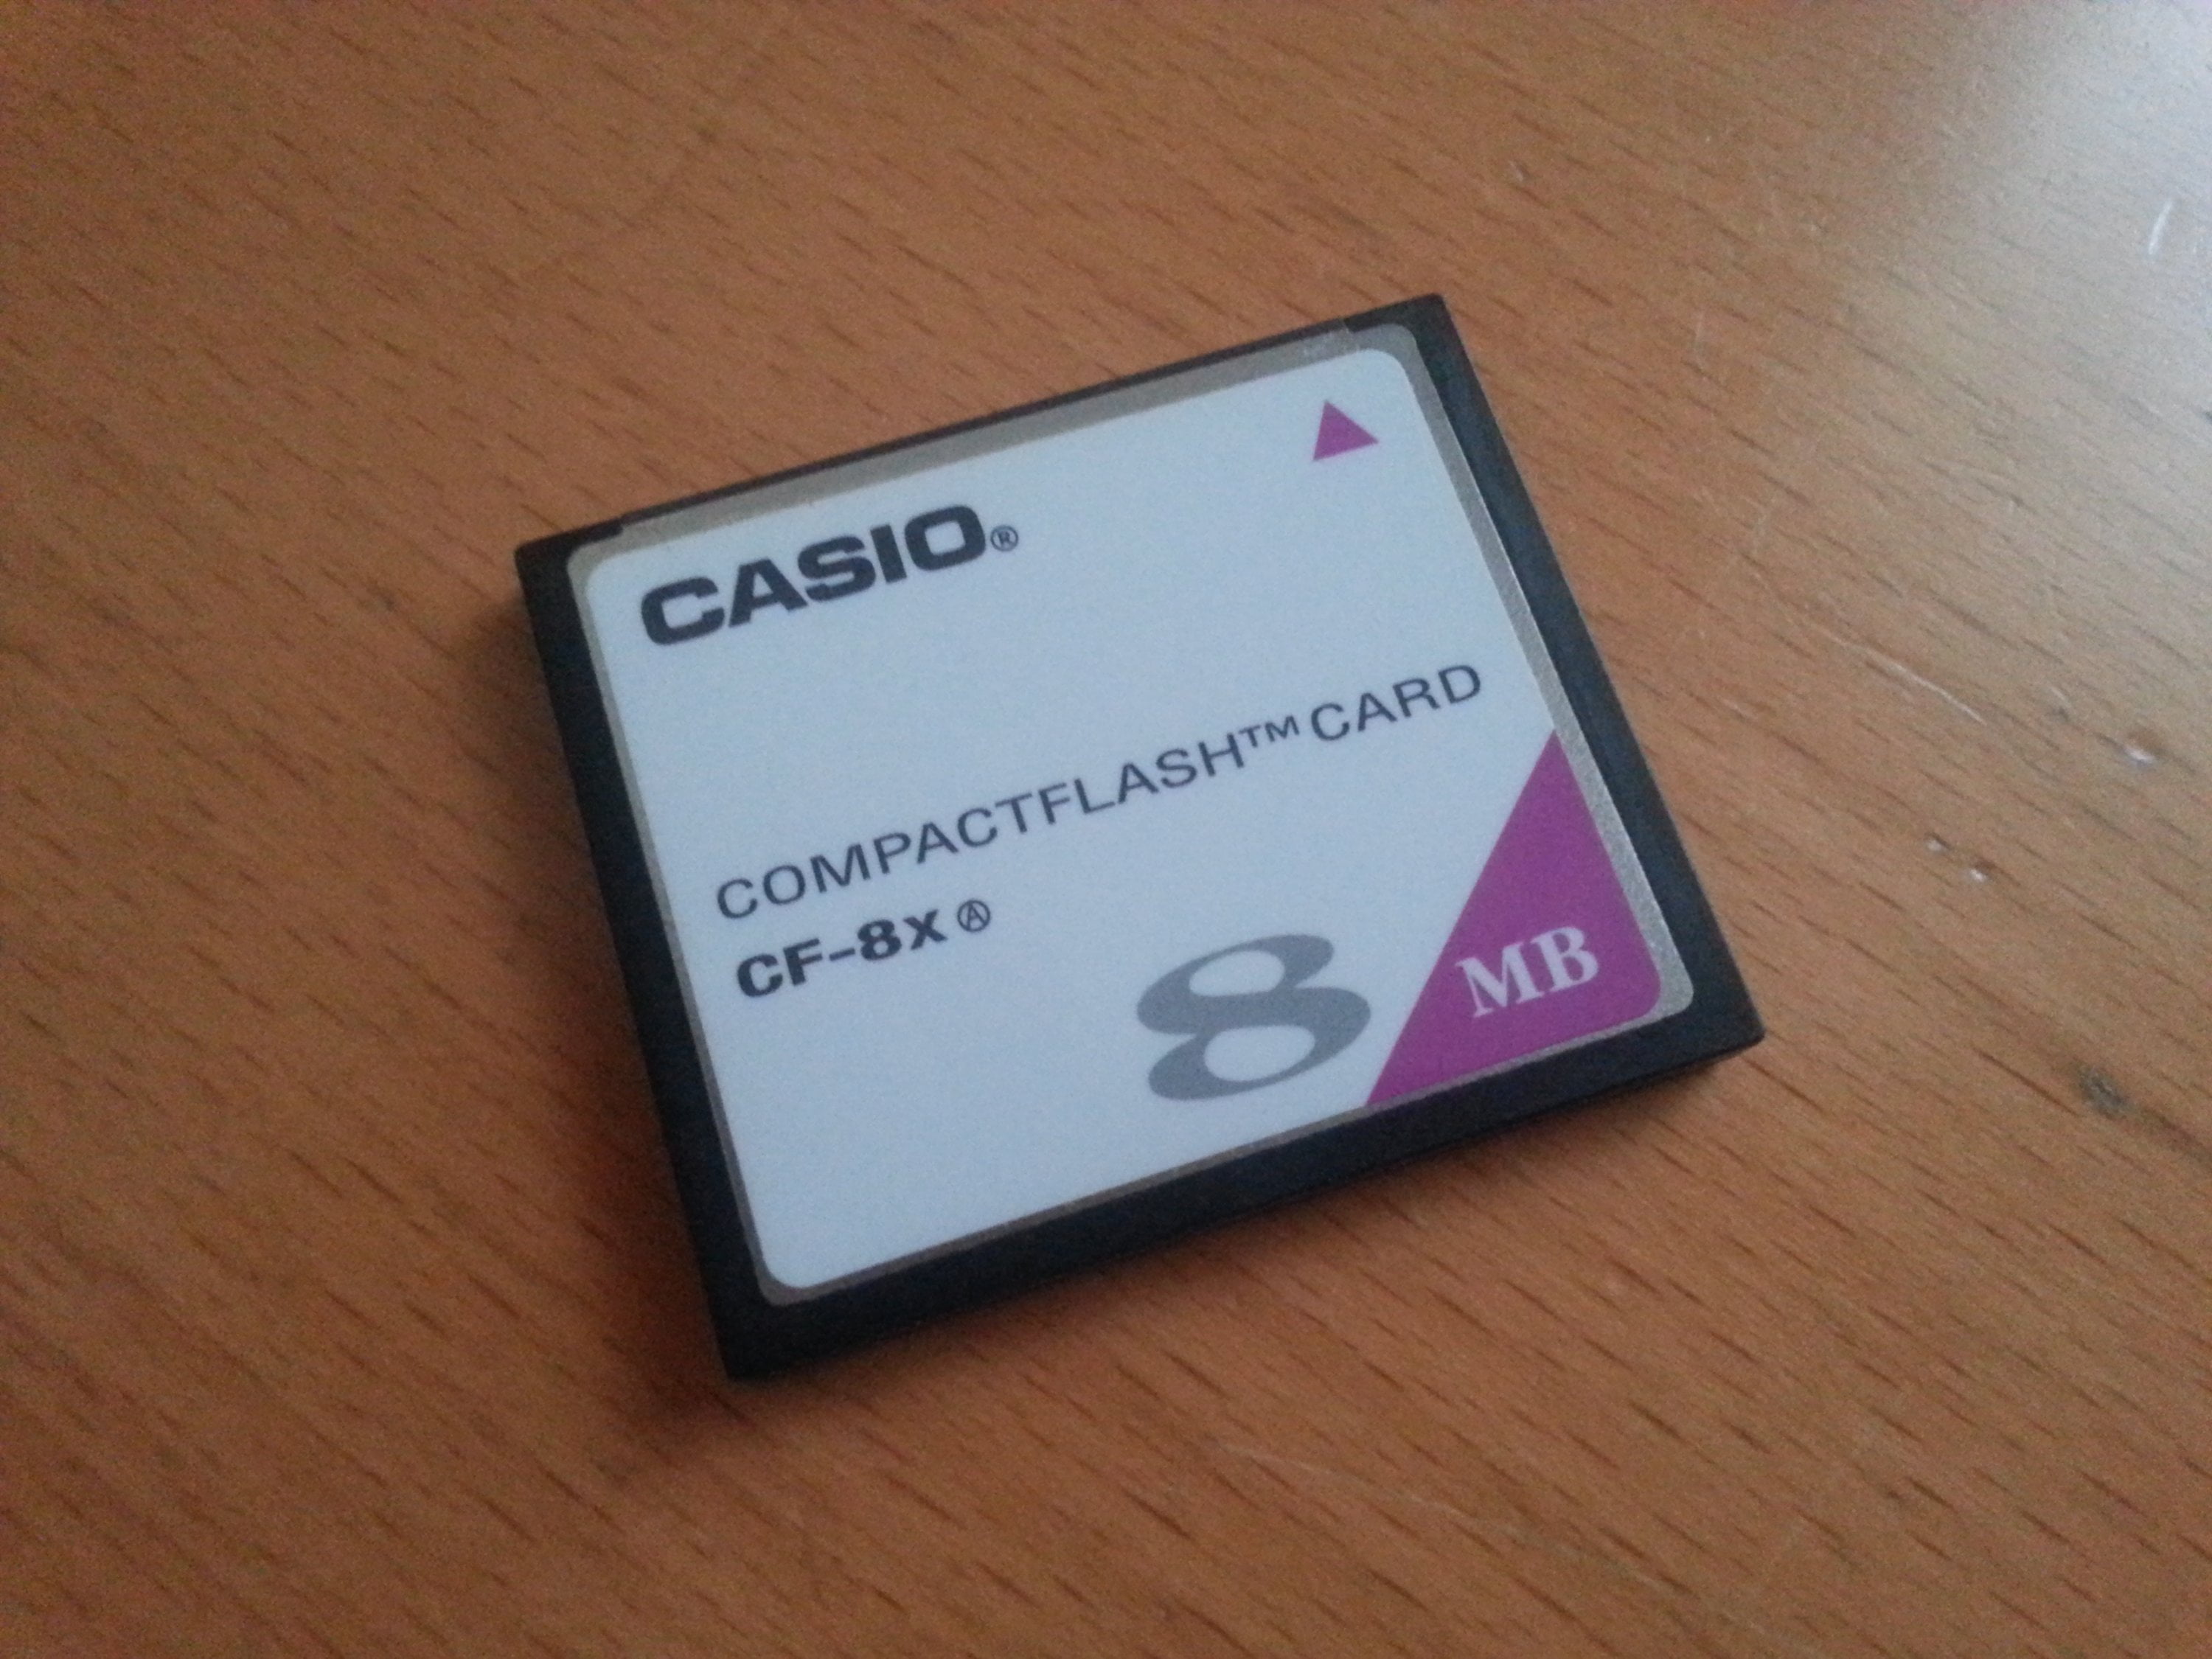 CASIO®
COMPACTFLASH™ CARD
CF-8x Ⓐ
8 MB